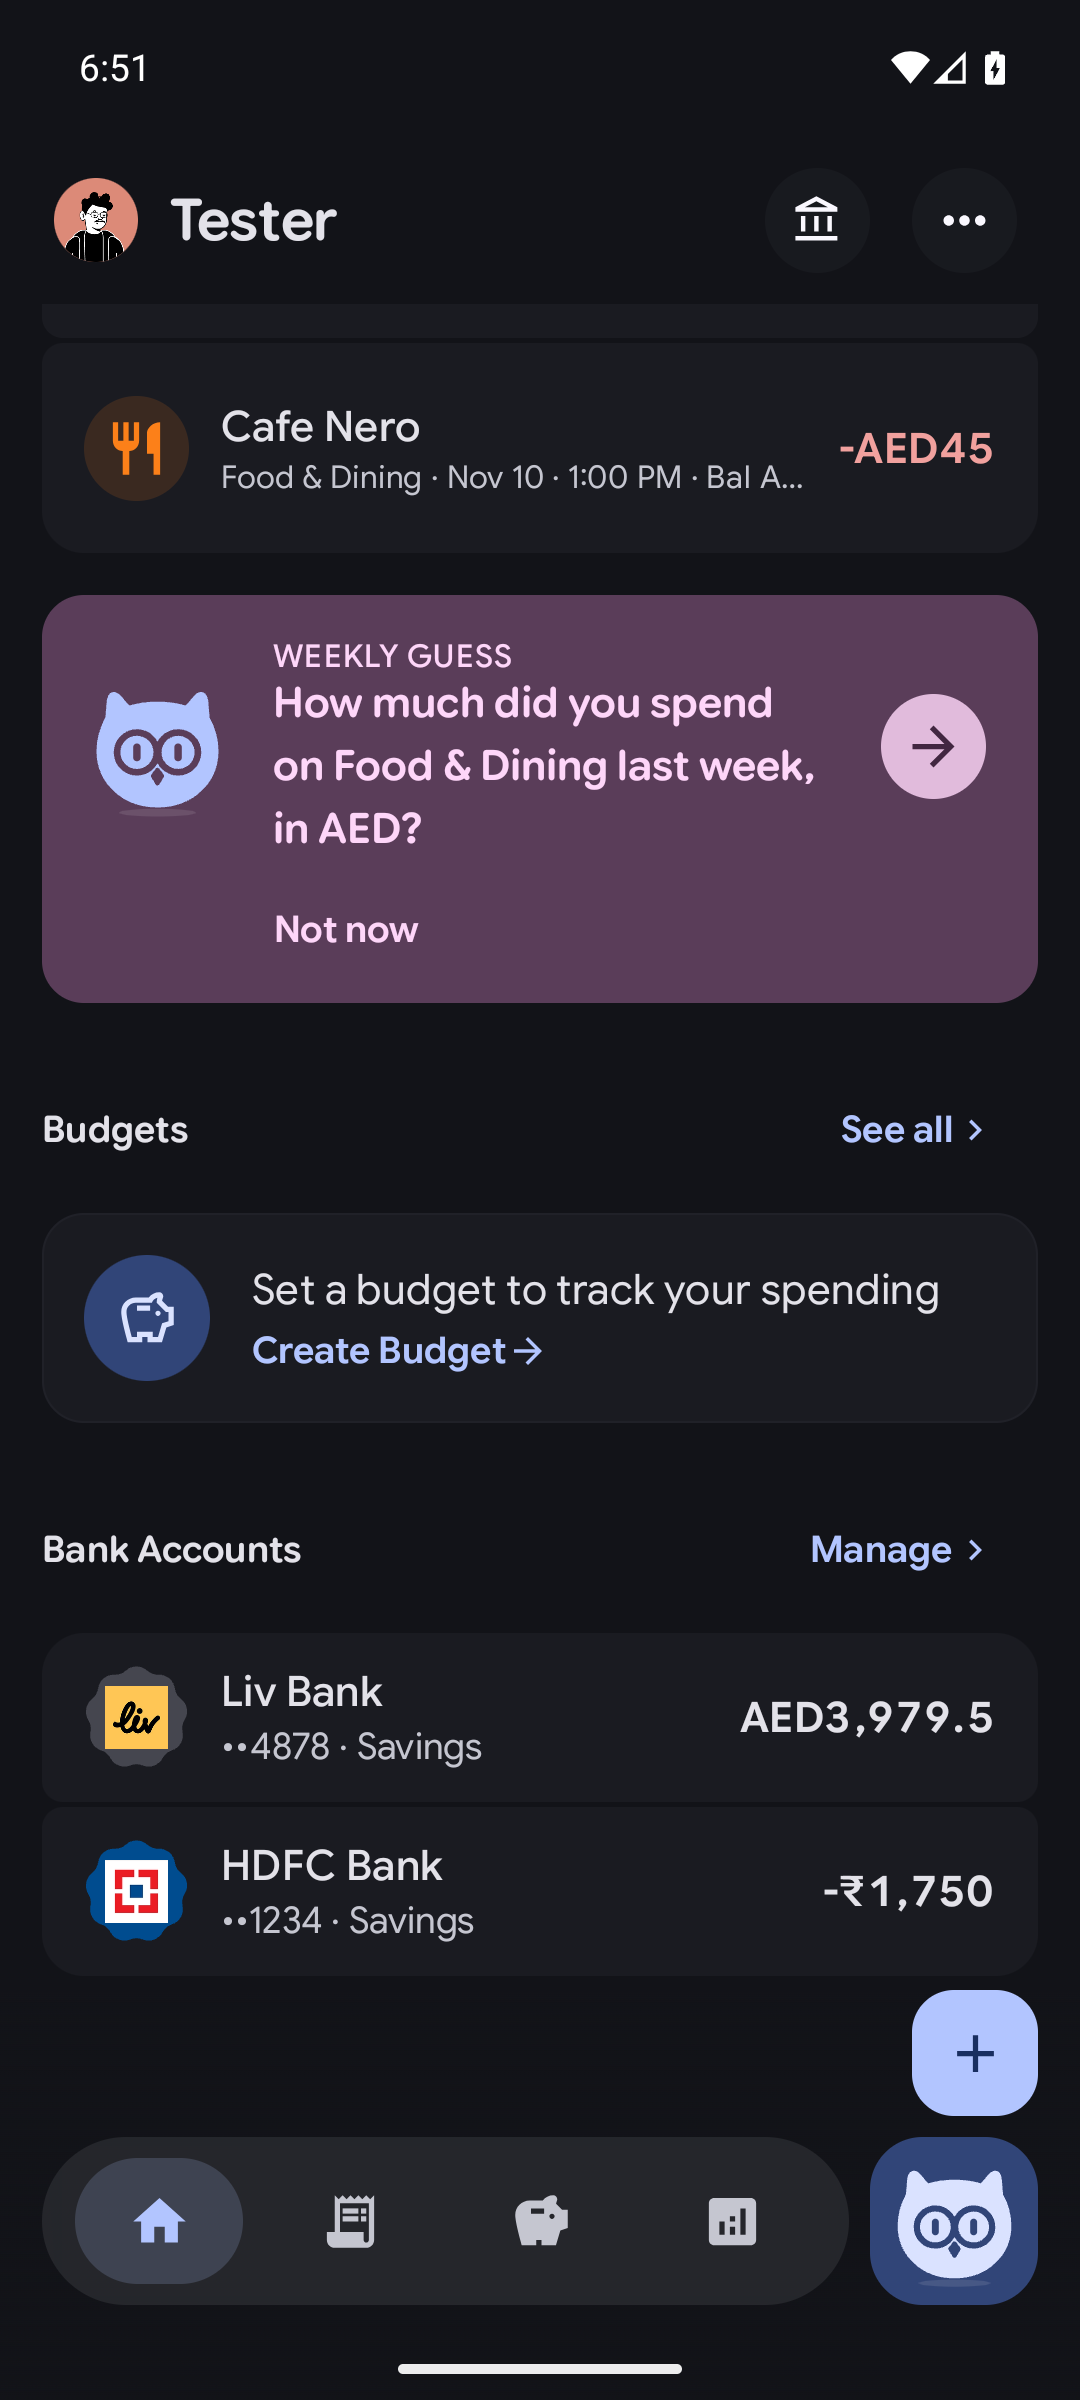 6:51
Tester
Cafe Nero
-AED45
Food & Dining · Nov 10 · 1:00 PM · Bal A...
WEEKLY GUESS
How much did you spend
on Food & Dining last week,
in AED?
Not now
Budgets
See all
Set a budget to track your spending
Create Budget
Bank Accounts
Manage
liv
Liv Bank
AED3,979.5
••4878 · Savings
HDFC Bank
-₹1,750
••1234 · Savings